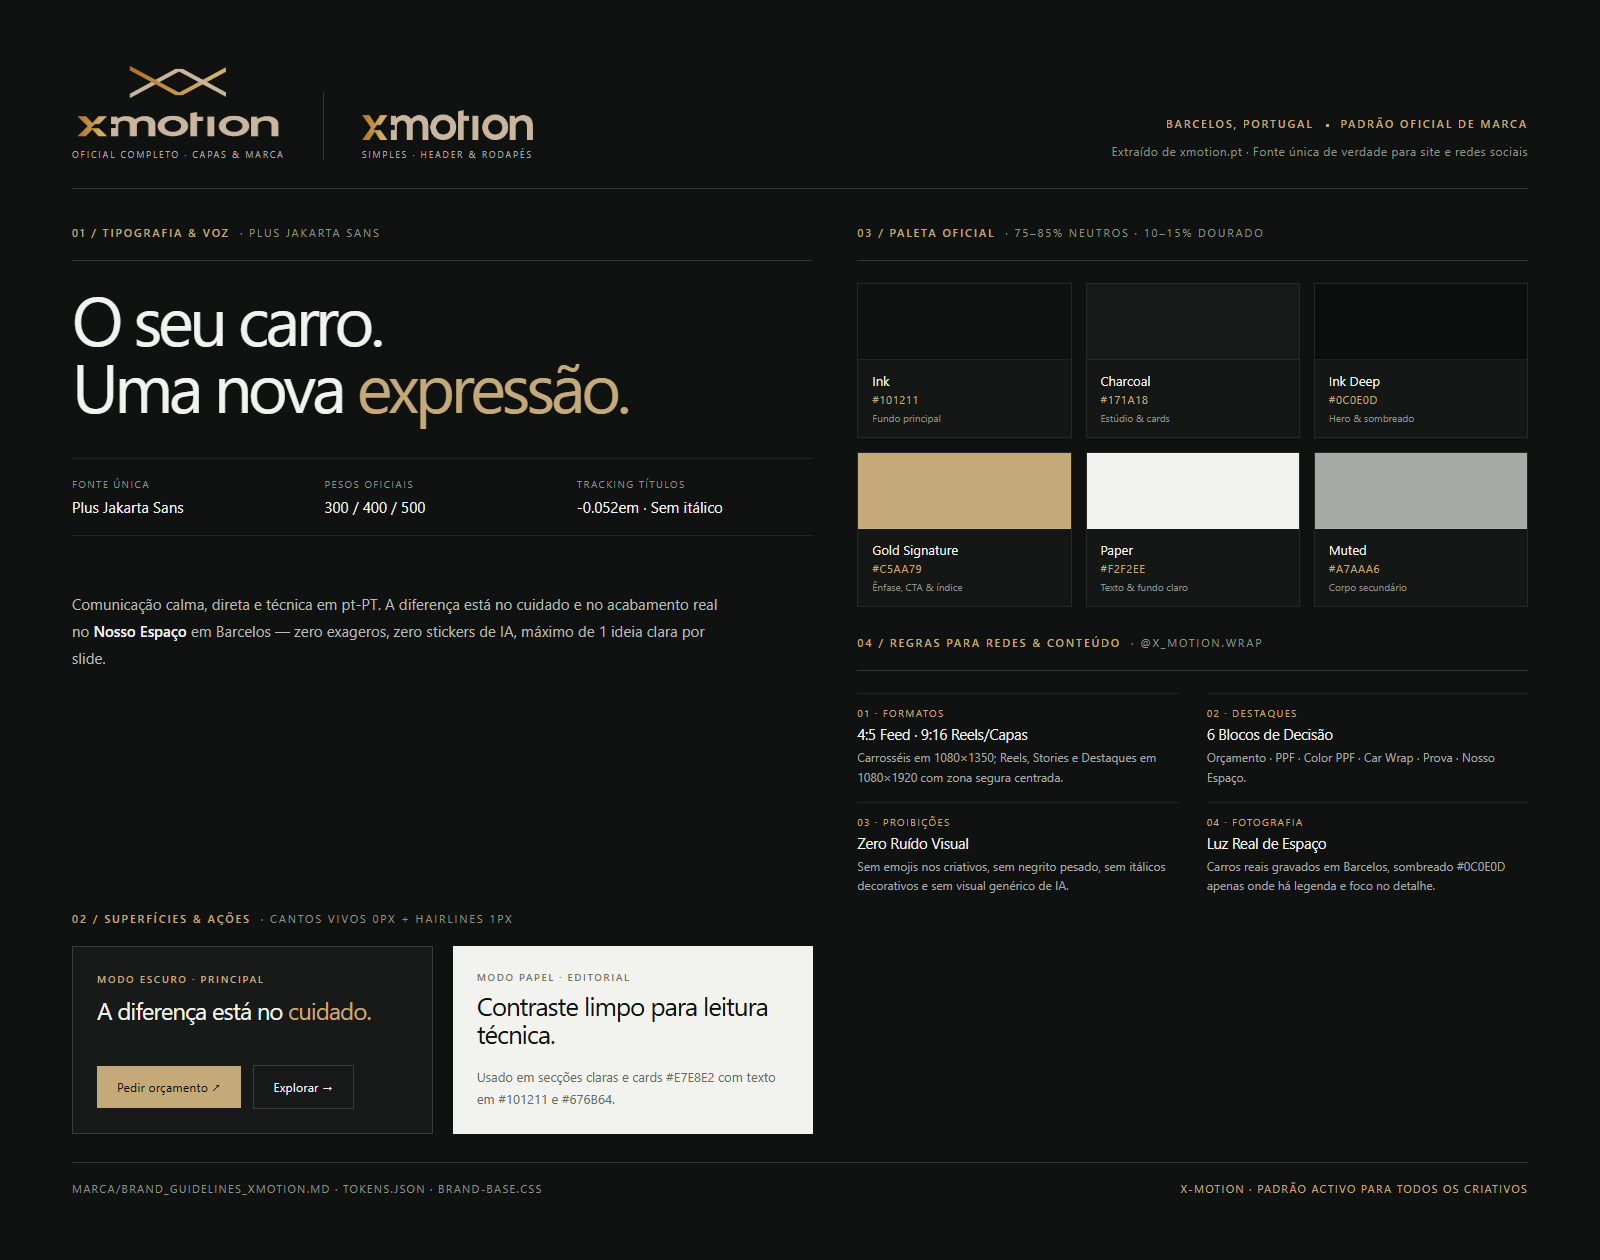 xmotion
OFICIAL COMPLETO · CAPAS & MARCA
xmotion
SIMPLES · HEADER & RODAPÉS
BARCELOS, PORTUGAL • PADRÃO OFICIAL DE MARCA
Extraído de xmotion.pt · Fonte única de verdade para site e redes sociais
01 / TIPOGRAFIA & VOZ · PLUS JAKARTA SANS
O seu carro.
Uma nova expressão.
FONTE ÚNICA
Plus Jakarta Sans
PESOS OFICIAIS
300 / 400 / 500
TRACKING TÍTULOS
-0.052em · Sem itálico
Comunicação calma, direta e técnica em pt-PT. A diferença está no cuidado e no acabamento real
no Nosso Espaço em Barcelos — zero exageros, zero stickers de IA, máximo de 1 ideia clara por
slide.
02 / SUPERFÍCIES & AÇÕES · CANTOS VIVOS 0PX + HAIRLINES 1PX
MODO ESCURO · PRINCIPAL
A diferença está no cuidado.
Pedir orçamento ↗
Explorar →
MODO PAPEL · EDITORIAL
Contraste limpo para leitura
técnica.
Usado em secções claras e cards #E7E8E2 com texto
em #101211 e #676B64.
03 / PALETA OFICIAL · 75–85% NEUTROS · 10–15% DOURADO
Ink
#101211
Fundo principal
Charcoal
#171A18
Estúdio & cards
Ink Deep
#0C0E0D
Hero & sombreado
Gold Signature
#C5AA79
Ênfase, CTA & índice
Paper
#F2F2EE
Texto & fundo claro
Muted
#A7AAA6
Corpo secundário
04 / REGRAS PARA REDES & CONTEÚDO · @X_MOTION.WRAP
01 · FORMATOS
4:5 Feed · 9:16 Reels/Capas
Carrosséis em 1080×1350; Reels, Stories e Destaques em
1080×1920 com zona segura centrada.
02 · DESTAQUES
6 Blocos de Decisão
Orçamento · PPF · Color PPF · Car Wrap · Prova · Nosso
Espaço.
03 · PROIBIÇÕES
Zero Ruído Visual
Sem emojis nos criativos, sem negrito pesado, sem itálicos
decorativos e sem visual genérico de IA.
04 · FOTOGRAFIA
Luz Real de Espaço
Carros reais gravados em Barcelos, sombreado #0C0E0D
apenas onde há legenda e foco no detalhe.
MARCA/BRAND_GUIDELINES_XMOTION.MD · TOKENS.JSON · BRAND-BASE.CSS
X-MOTION · PADRÃO ACTIVO PARA TODOS OS CRIATIVOS